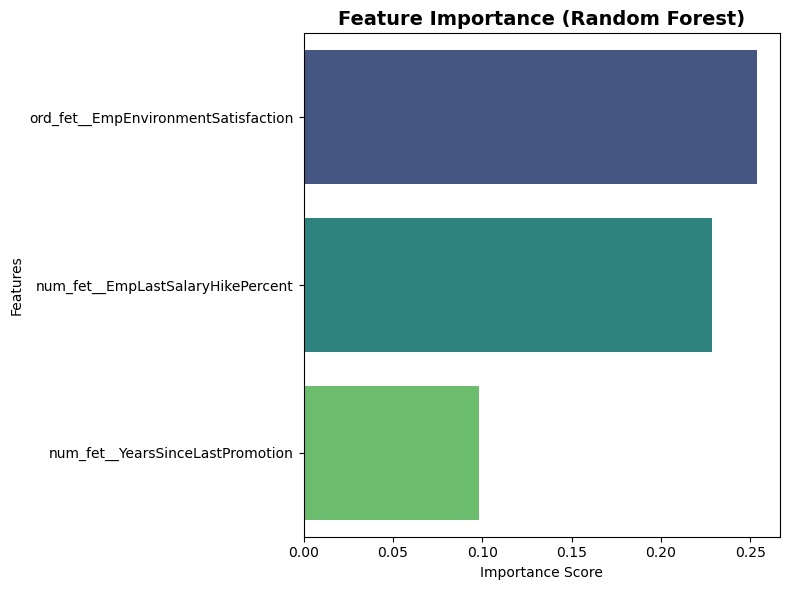 Feature Importance (Random Forest)
Features
ord_fet__EmpEnvironmentSatisfaction
num_fet__EmpLastSalaryHikePercent
num_fet__YearsSinceLastPromotion
0.00 0.05 0.10 0.15 0.20 0.25
Importance Score